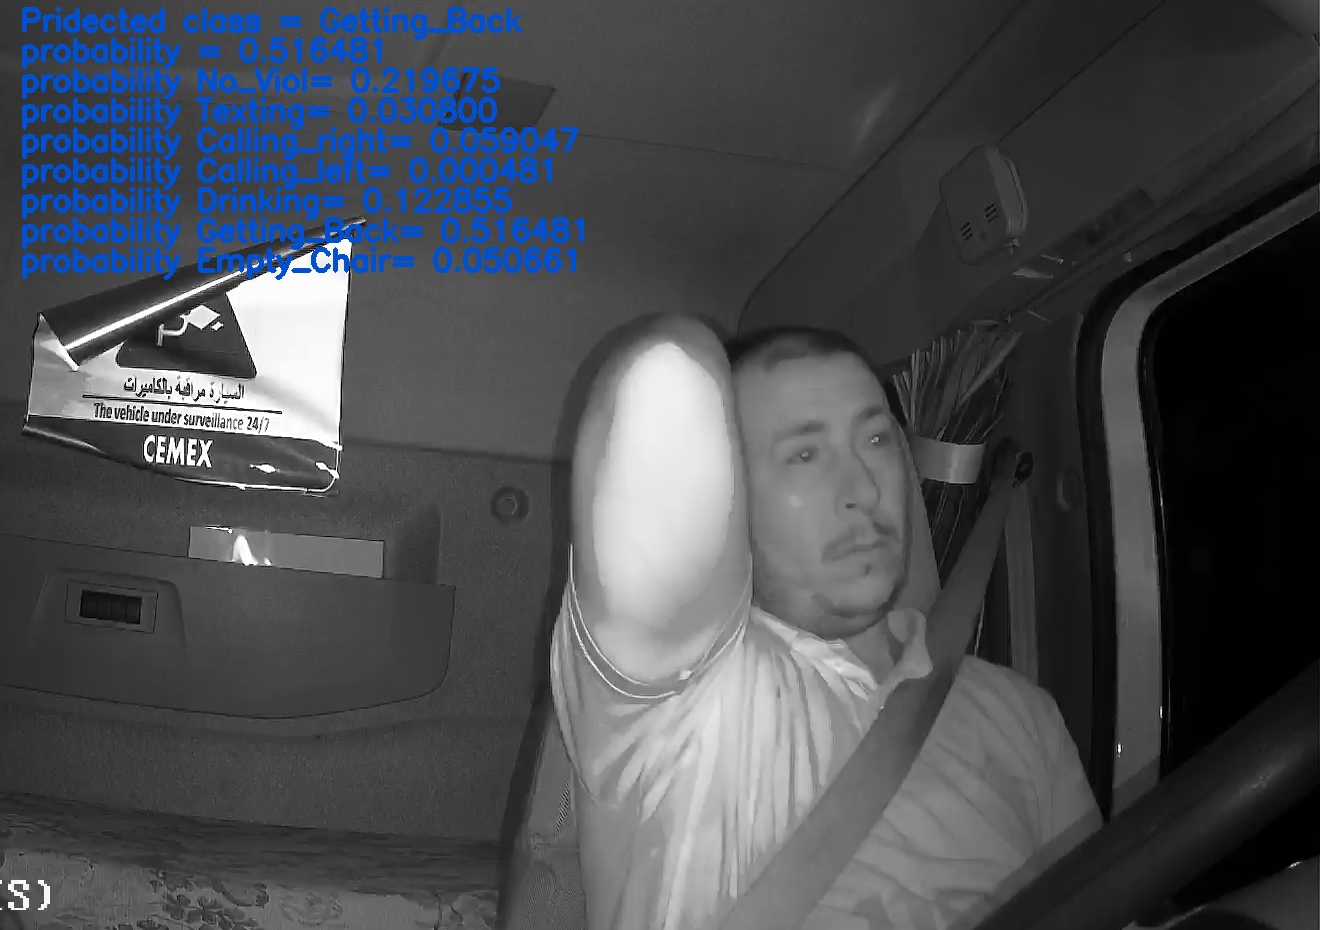 Pridected class = Getting_Back
probability = 0.516481
probability No_Viol= 0.219675
probability Texting= 0.030800
probability Calling_right= 0.059047
probability Calling_left= 0.000481
probability Drinking= 0.122855
probability Getting_Back= 0.516481
probability Empty_Chair= 0.050661
السيارة مراقبة بالكاميرات
The vehicle under surveillance 24/7
CEMEX
S)